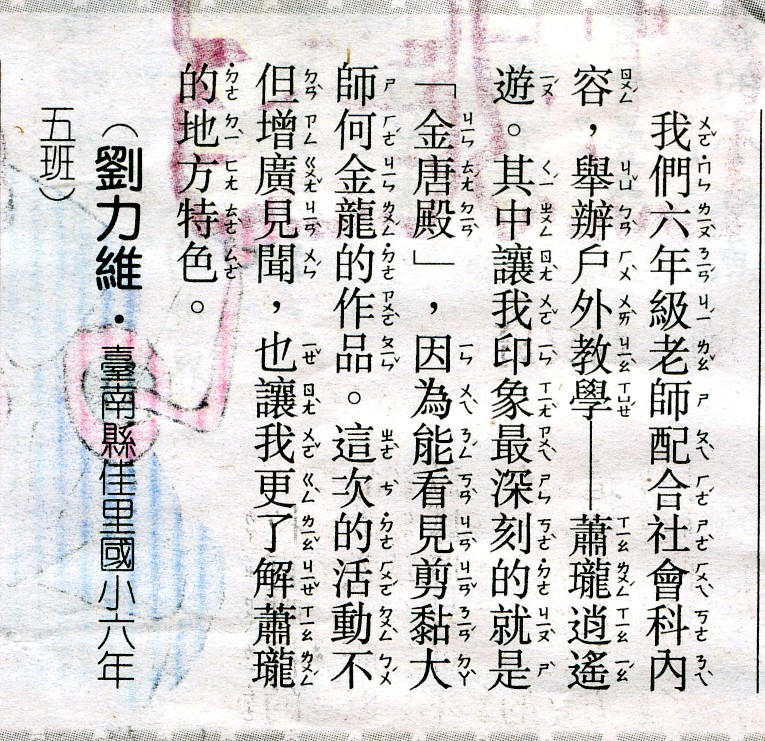 我們六年級老師配合社會科內
容，舉辦戶外教學——蕭瓏逍遙
遊。其中讓我印象最深刻的就是
「金唐殿」，因為能看見剪黏大
師何金龍的作品。這次的活動不
但增廣見聞，也讓我更了解蕭瓏
的地方特色。
（劉力維・臺南縣佳里國小六年
五班）